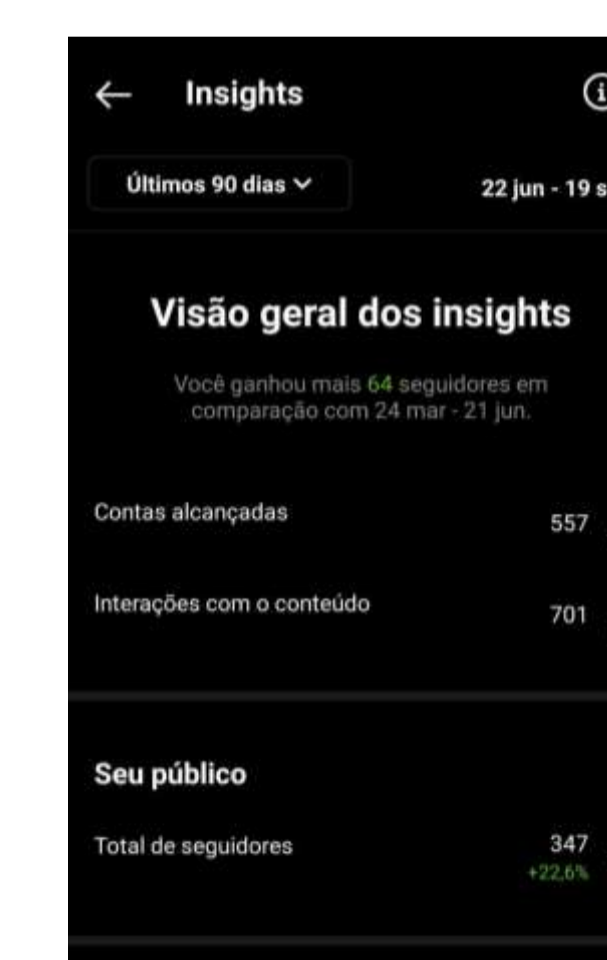 Insights
Últimos 90 dias
22 jun - 19 s
Visão geral dos insights
Você ganhou mais 64 seguidores em
comparação com 24 mar - 21 jun.
Contas alcançadas
557
Interações com o conteúdo
701
Seu público
Total de seguidores
347
+22,6%